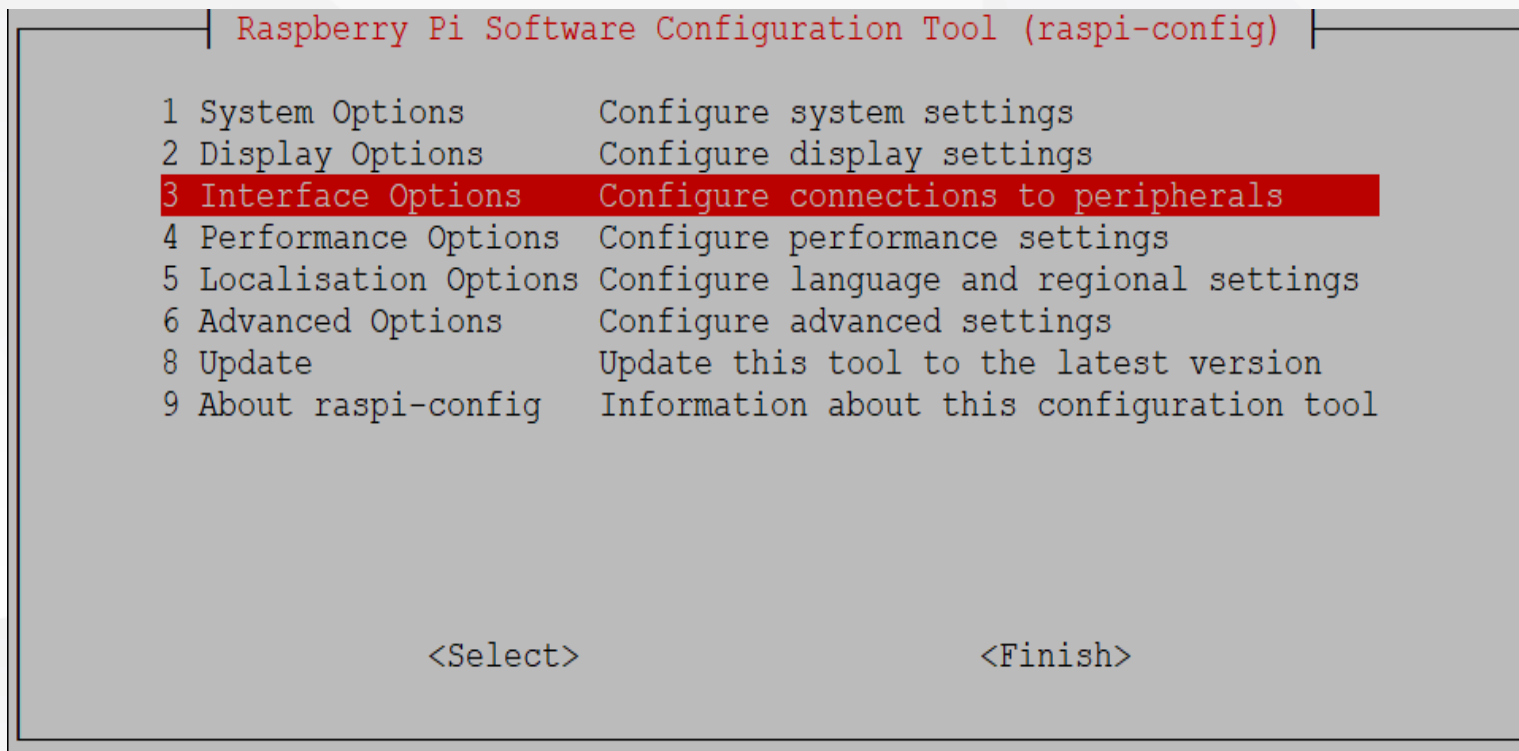 Raspberry Pi Software Configuration Tool (raspi-config)
1 System Options Configure system settings
2 Display Options Configure display settings
3 Interface Options Configure connections to peripherals
4 Performance Options Configure performance settings
5 Localisation Options Configure language and regional settings
6 Advanced Options Configure advanced settings
8 Update Update this tool to the latest version
9 About raspi-config Information about this configuration tool
<Select> <Finish>